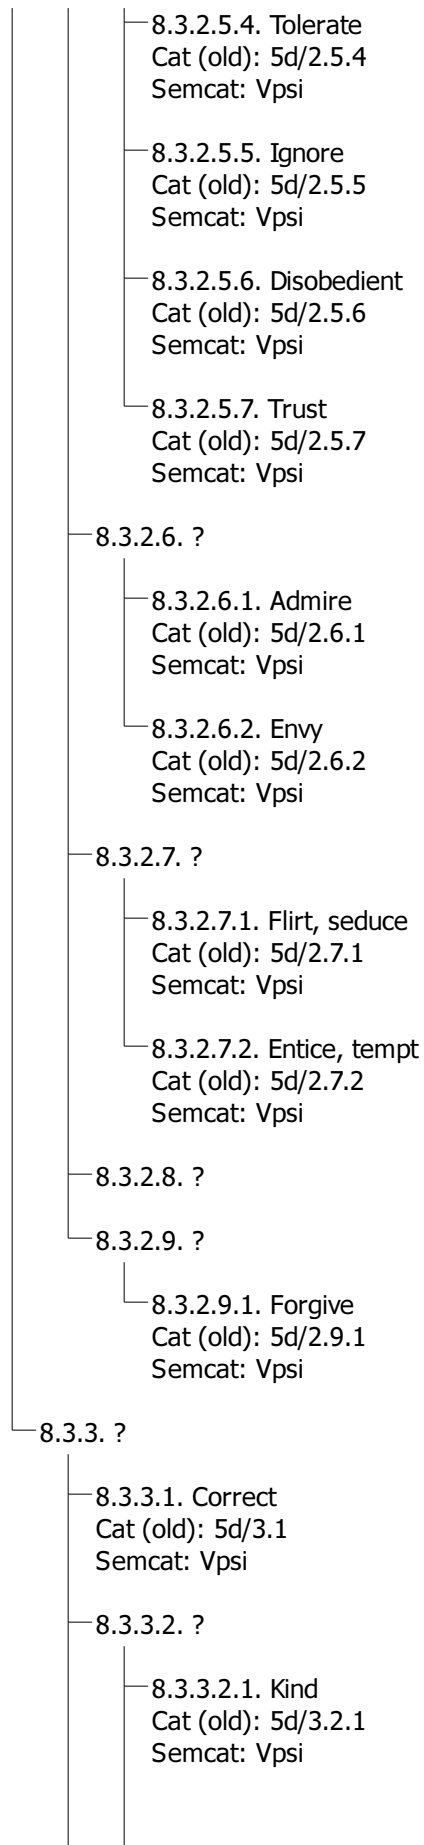 8.3.2.5.4. Tolerate
Cat (old): 5d/2.5.4
Semcat: Vpsi
8.3.2.5.5. Ignore
Cat (old): 5d/2.5.5
Semcat: Vpsi
8.3.2.5.6. Disobedient
Cat (old): 5d/2.5.6
Semcat: Vpsi
8.3.2.5.7. Trust
Cat (old): 5d/2.5.7
Semcat: Vpsi
8.3.2.6. ?
8.3.2.6.1. Admire
Cat (old): 5d/2.6.1
Semcat: Vpsi
8.3.2.6.2. Envy
Cat (old): 5d/2.6.2
Semcat: Vpsi
8.3.2.7. ?
8.3.2.7.1. Flirt, seduce
Cat (old): 5d/2.7.1
Semcat: Vpsi
8.3.2.7.2. Entice, tempt
Cat (old): 5d/2.7.2
Semcat: Vpsi
8.3.2.8. ?
8.3.2.9. ?
8.3.2.9.1. Forgive
Cat (old): 5d/2.9.1
Semcat: Vpsi
8.3.3. ?
8.3.3.1. Correct
Cat (old): 5d/3.1
Semcat: Vpsi
8.3.3.2. ?
8.3.3.2.1. Kind
Cat (old): 5d/3.2.1
Semcat: Vpsi